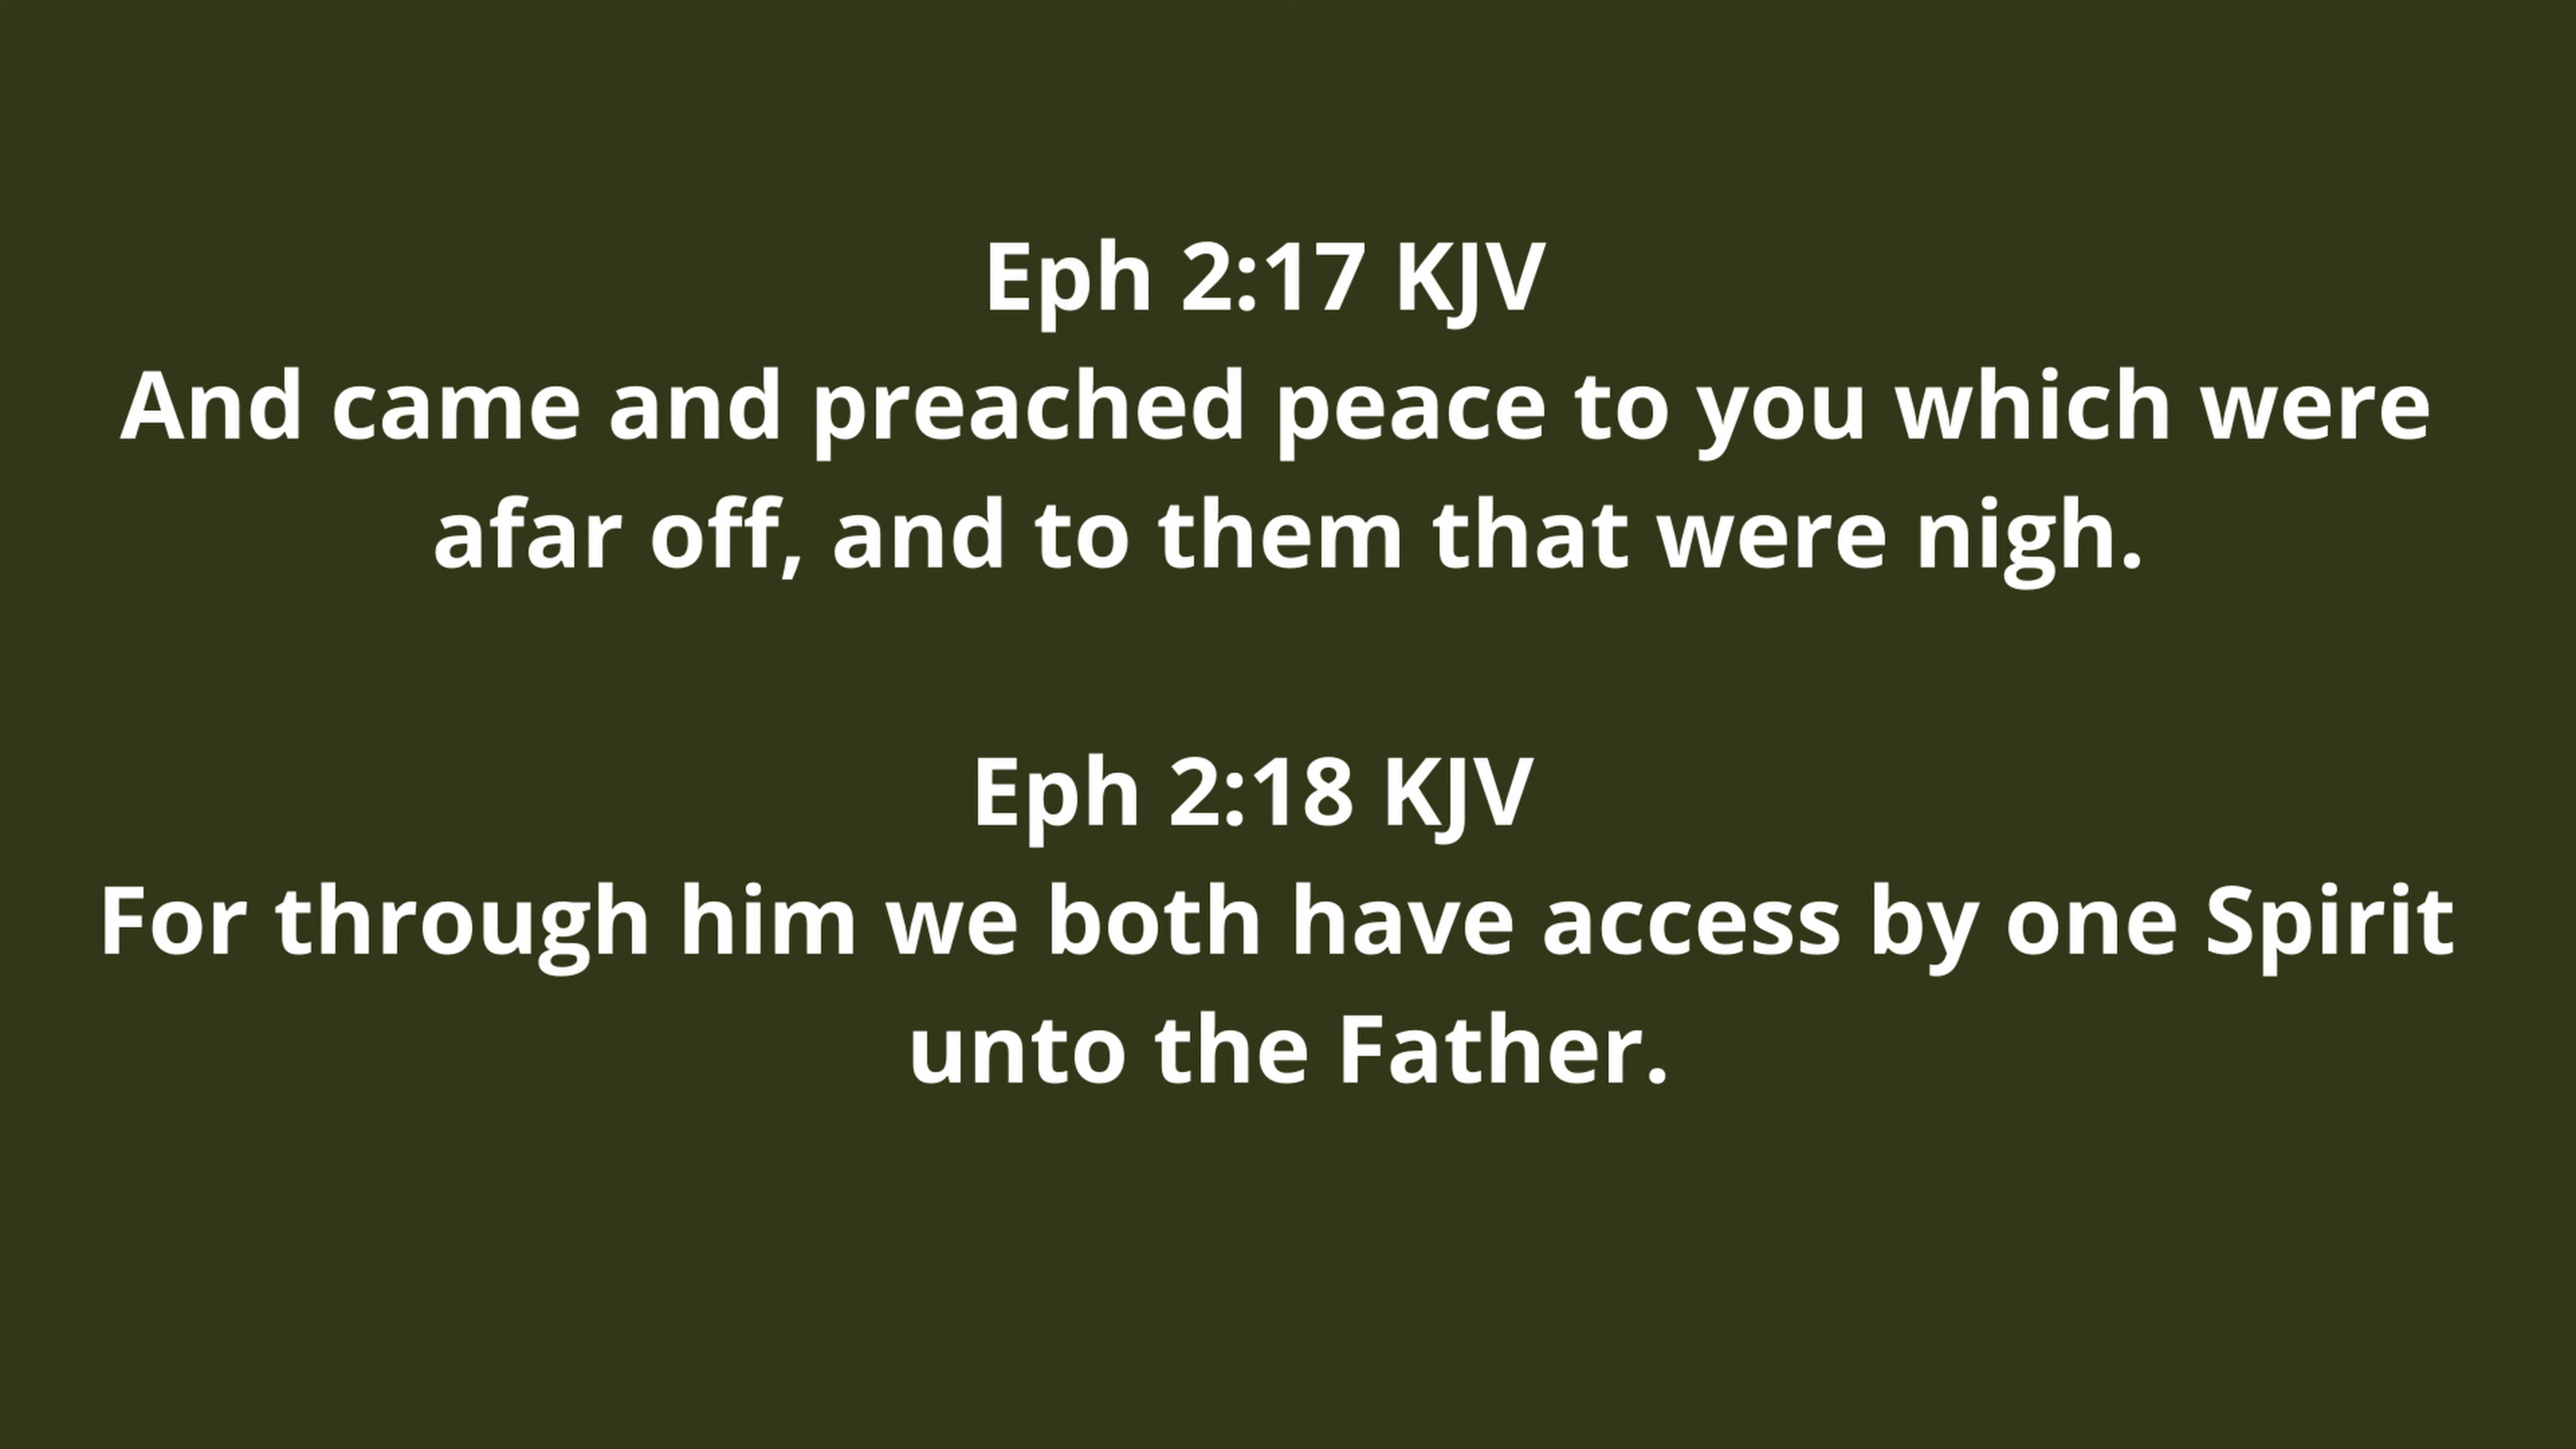 Eph 2:17 KJV
And came and preached peace to you which were
afar off, and to them that were nigh.
Eph 2:18 KJV
For through him we both have access by one Spirit
unto the Father.